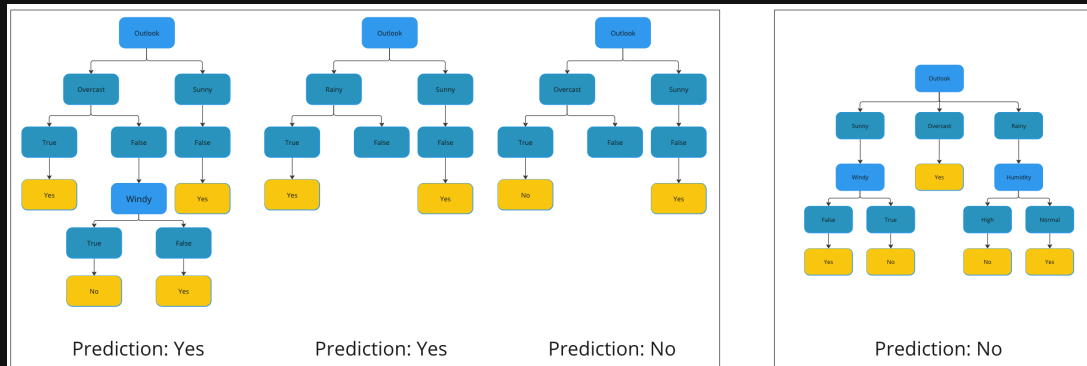 Outlook
Overcast
Sunny
True
False
False
Yes
Windy
Yes
True
False
No
Yes
Prediction: Yes
Outlook
Rainy
Sunny
True
False
False
Yes
Yes
Prediction: Yes
Outlook
Overcast
Sunny
True
False
False
No
Yes
Prediction: No
Outlook
Sunny
Overcast
Rainy
Windy
Yes
Humidity
False
True
High
Normal
Yes
No
No
Yes
Prediction: No